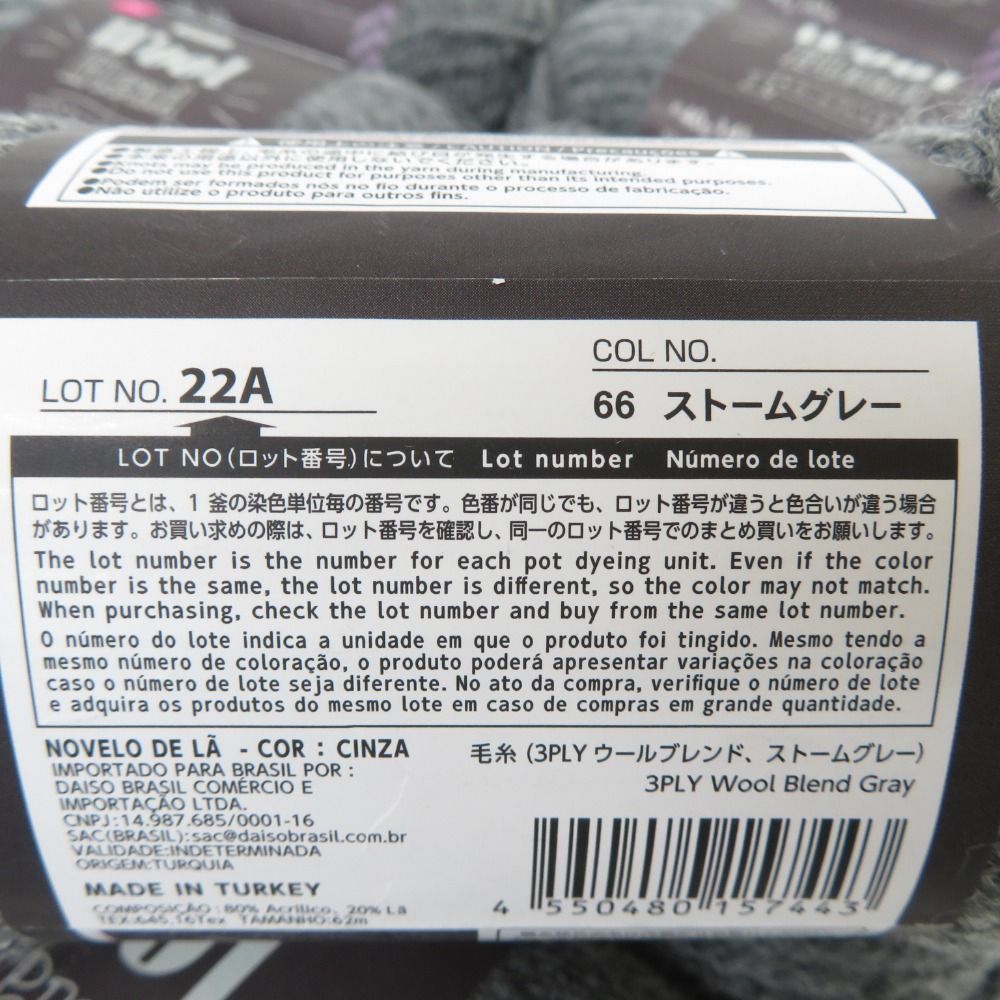 Wool
使用上の注意/CAUTION/Precauciones
●Knots may be produced in the yarn during manufacturing.
●Do not use this product for purposes other than its intended purposes.
●Podem ser formados nós no fio durante o processo de fabricação.
●Não utilize o produto para outros fins.
LOT NO. 22A
COL NO.
66 ストームグレー
LOT NO(ロット番号)について Lot number Número de lote
ロット番号とは、1 釜の染色単位毎の番号です。色番が同じでも、ロット番号が違うと色合いが違う場合
があります。お買い求めの際は、ロット番号を確認し、同一のロット番号でのまとめ買いをお願いします。
The lot number is the number for each pot dyeing unit. Even if the color
number is the same, the lot number is different, so the color may not match.
When purchasing, check the lot number and buy from the same lot number.
O número do lote indica a unidade em que o produto foi tingido. Mesmo tendo a
mesmo número de coloração, o produto poderá apresentar variações na coloração
caso o número de lote seja diferente. No ato da compra, verifique o número de lote
e adquira os produtos do mesmo lote em caso de compras em grande quantidade.
NOVELO DE LÃ - COR : CINZA
IMPORTADO PARA BRASIL POR :
DAISO BRASIL COMÉRCIO E
IMPORTAÇÃO LTDA.
CNPJ:14.987.685/0001-16
SAC(BRASIL):sac@daisobrasil.com.br
VALIDADE:INDETERMINADA
ORIGEM:TURQUIA
MADE IN TURKEY
COMPOSIÇÃO: 80% Acrílico, 20% Lã
TEX.645,16Tex TAMANHO:62m
毛糸 (3PLY ウールブレンド、ストームグレー)
3PLY Wool Blend Gray
4 550480 157443